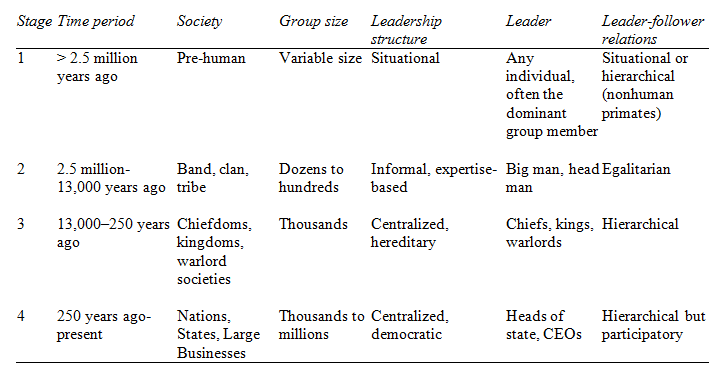 Stage Time period Society Group size Leadership Leader Leader-follower
structure relations
1 > 2.5 million Pre-human Variable size Situational Any Situational or
years ago individual, hierarchical
often the (nonhuman
dominant primates)
group member
2 2.5 million- Band, clan, Dozens to Informal, expertise- Big man, head Egalitarian
13,000 years ago tribe hundreds based man
3 13,000–250 years Chiefdoms, Thousands Centralized, Chiefs, kings, Hierarchical
ago kingdoms, hereditary warlords
warlord
societies
4 250 years ago- Nations, Thousands to Centralized, Heads of Hierarchical but
present States, Large millions democratic state, CEOs participatory
Businesses